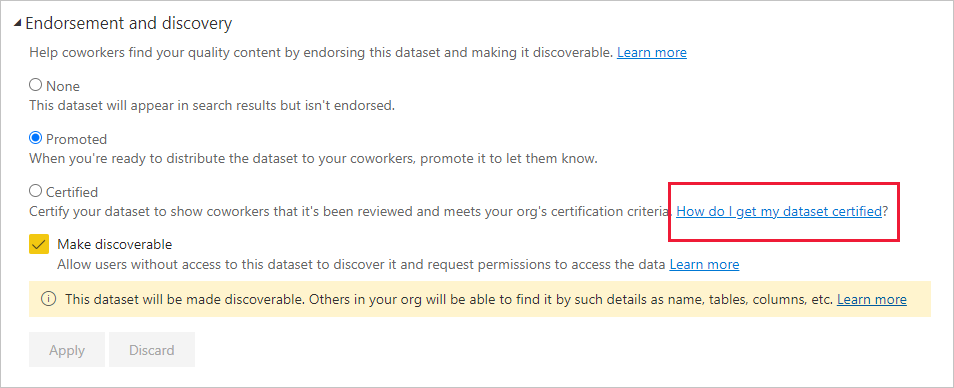 Endorsement and discovery
Help coworkers find your quality content by endorsing this dataset and making it discoverable. Learn more
None
This dataset will appear in search results but isn't endorsed.
Promoted
When you're ready to distribute the dataset to your coworkers, promote it to let them know.
Certified
Certify your dataset to show coworkers that it's been reviewed and meets your org's certification criteria. How do I get my dataset certified?
Make discoverable
Allow users without access to this dataset to discover it and request permissions to access the data Learn more
This dataset will be made discoverable. Others in your org will be able to find it by such details as name, tables, columns, etc. Learn more
Apply Discard